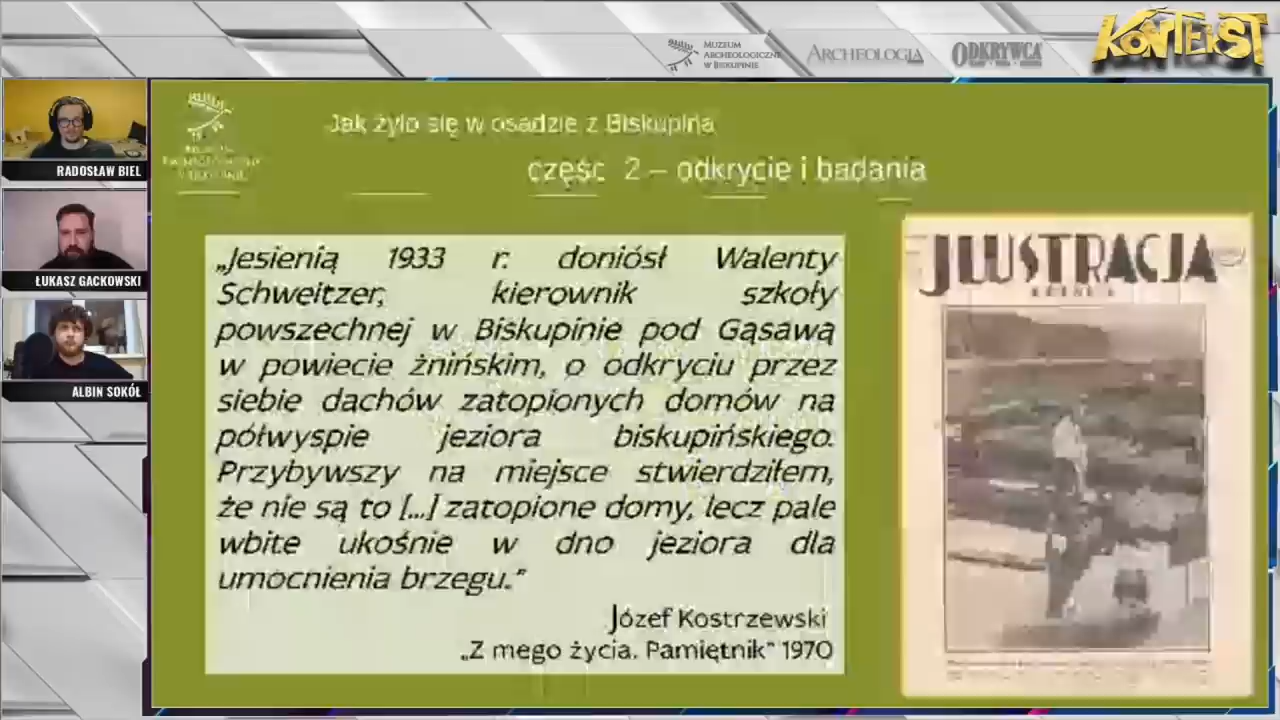 KONTEKST
MUZEUM
ARCHEOLOGICZNE
W BISKUPINIE
ARCHEOLOGIA
ODKRYWCA
RADOSŁAW BIEL
ŁUKASZ GACKOWSKI
ALBIN SOKÓŁ
Jak żyło się w osadzie z Biskupina
część 2 – odkrycie i badania
„Jesienią 1933 r. doniósł Walenty
Schweitzer, kierownik szkoły
powszechnej w Biskupinie pod Gąsawą
w powiecie żnińskim, o odkryciu przez
siebie dachów zatopionych domów na
półwyspie jeziora biskupińskiego.
Przybywszy na miejsce stwierdziłem,
że nie są to [...] zatopione domy, lecz pale
wbite ukośnie w dno jeziora dla
umocnienia brzegu."
Józef Kostrzewski
„Z mego życia. Pamiętnik" 1970
JLUSTRACJA